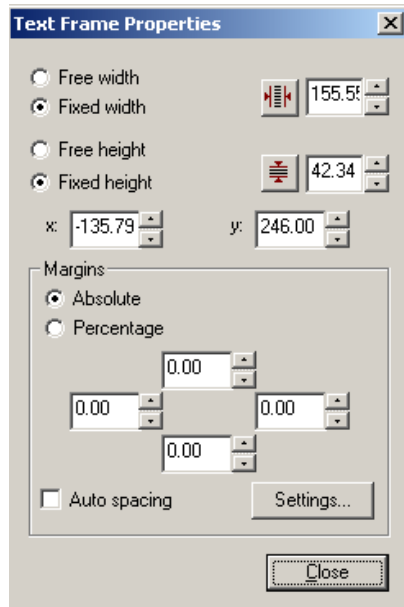 Text Frame Properties
Free width
Fixed width
155.55
Free height
Fixed height
42.34
x: -135.79 y: 246.00
Margins
Absolute
Percentage
0.00
0.00 0.00
0.00
Auto spacing Settings...
Close